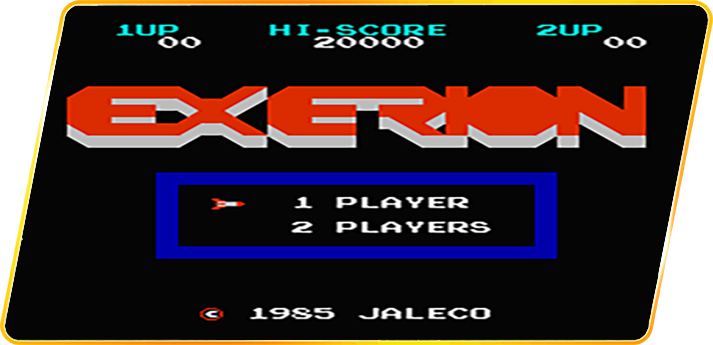 1UP HI-SCORE 2UP
00 20000 00
EXERION
1 PLAYER
2 PLAYERS
© 1985 JALECO